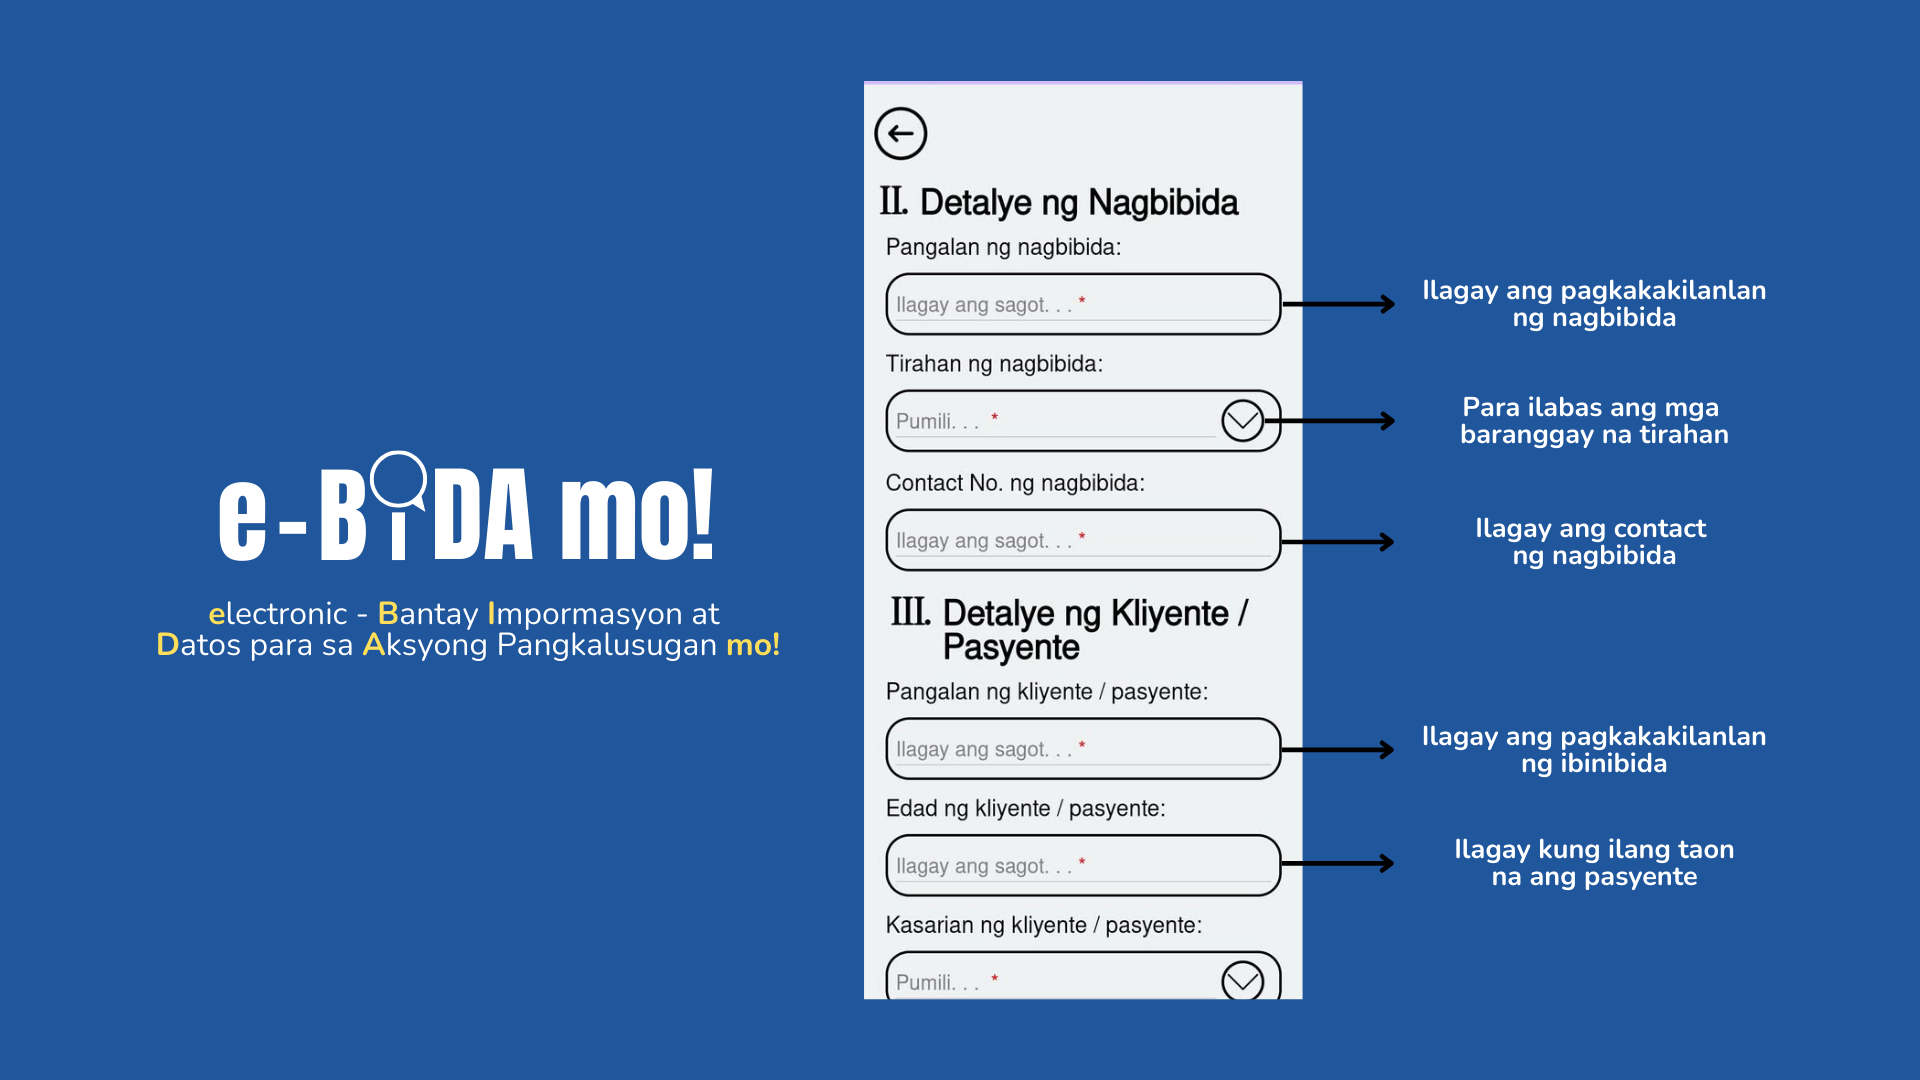 e-BiDA mo!
electronic - Bantay Impormasyon at
Datos para sa Aksyong Pangkalusugan mo!
II. Detalye ng Nagbibida
Pangalan ng nagbibida:
Ilagay ang sagot. . . *
Ilagay ang pagkakakilanlan
ng nagbibida
Tirahan ng nagbibida:
Pumili. . . *
Para ilabas ang mga
baranggay na tirahan
Contact No. ng nagbibida:
Ilagay ang sagot. . . *
Ilagay ang contact
ng nagbibida
III. Detalye ng Kliyente /
Pasyente
Pangalan ng kliyente / pasyente:
Ilagay ang sagot. . . *
Ilagay ang pagkakakilanlan
ng ibinibida
Edad ng kliyente / pasyente:
Ilagay ang sagot. . . *
Ilagay kung ilang taon
na ang pasyente
Kasarian ng kliyente / pasyente:
Pumili. . . *